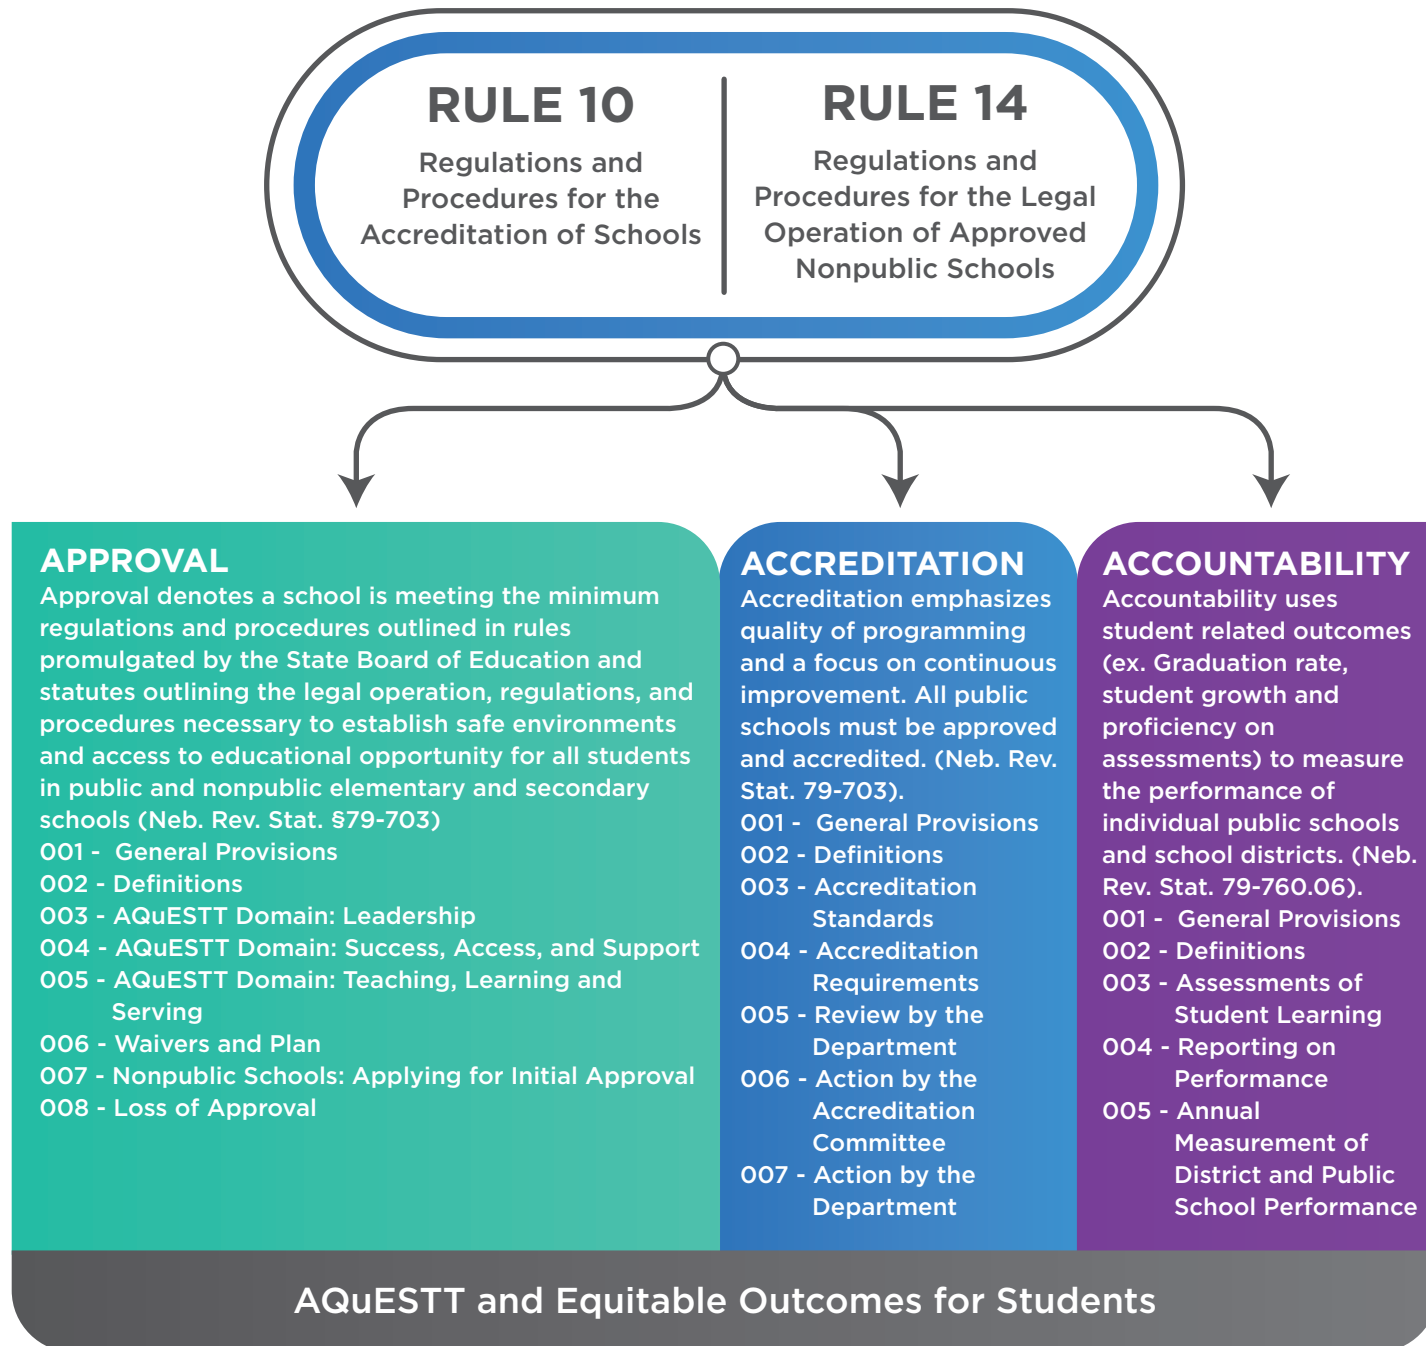 RULE 10
Regulations and
Procedures for the
Accreditation of Schools
RULE 14
Regulations and
Procedures for the Legal
Operation of Approved
Nonpublic Schools
APPROVAL
Approval denotes a school is meeting the minimum
regulations and procedures outlined in rules
promulgated by the State Board of Education and
statutes outlining the legal operation, regulations, and
procedures necessary to establish safe environments
and access to educational opportunity for all students
in public and nonpublic elementary and secondary
schools (Neb. Rev. Stat. §79-703)
001 - General Provisions
002 - Definitions
003 - AQuESTT Domain: Leadership
004 - AQuESTT Domain: Success, Access, and Support
005 - AQuESTT Domain: Teaching, Learning and
Serving
006 - Waivers and Plan
007 - Nonpublic Schools: Applying for Initial Approval
008 - Loss of Approval
ACCREDITATION
Accreditation emphasizes
quality of programming
and a focus on continuous
improvement. All public
schools must be approved
and accredited. (Neb. Rev.
Stat. 79-703).
001 - General Provisions
002 - Definitions
003 - Accreditation
Standards
004 - Accreditation
Requirements
005 - Review by the
Department
006 - Action by the
Accreditation
Committee
007 - Action by the
Department
ACCOUNTABILITY
Accountability uses
student related outcomes
(ex. Graduation rate,
student growth and
proficiency on
assessments) to measure
the performance of
individual public schools
and school districts. (Neb.
Rev. Stat. 79-760.06).
001 - General Provisions
002 - Definitions
003 - Assessments of
Student Learning
004 - Reporting on
Performance
005 - Annual
Measurement of
District and Public
School Performance
AQuESTT and Equitable Outcomes for Students